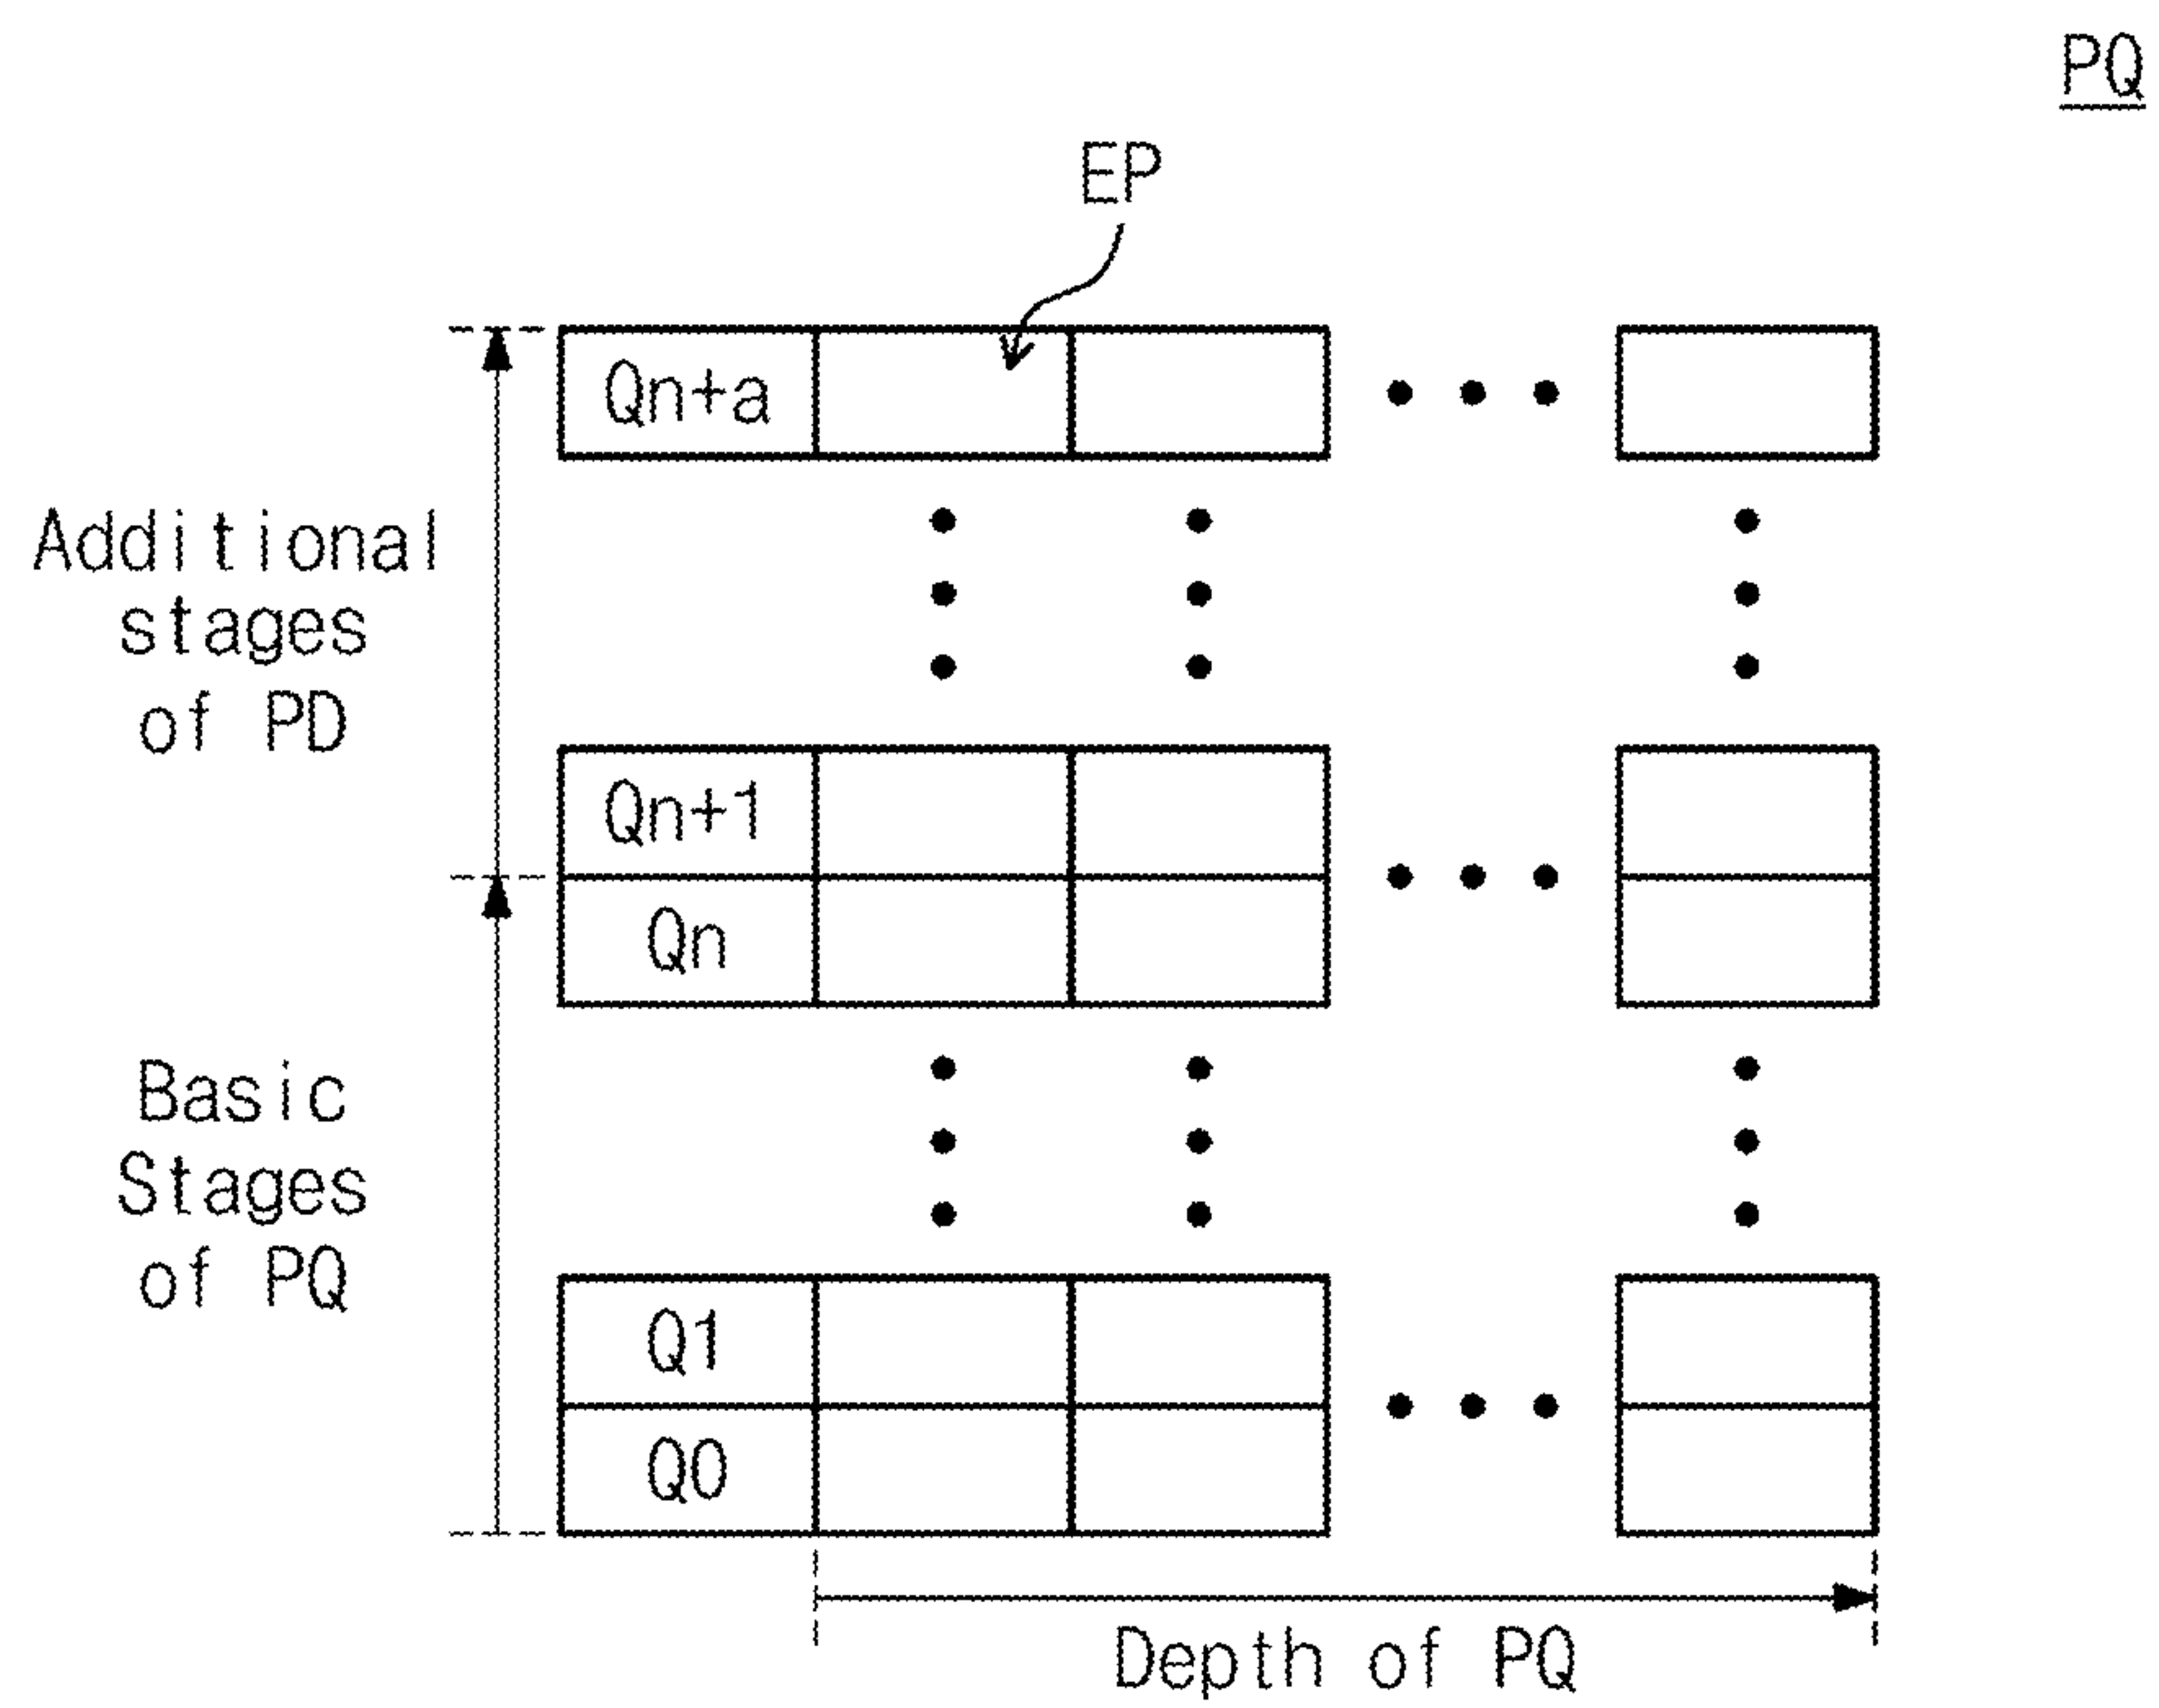 PQ
EP
Qn+a
Additional
stages
of PD
Qn+1
Qn
Basic
Stages
of PQ
Q1
Q0
Depth of PQ